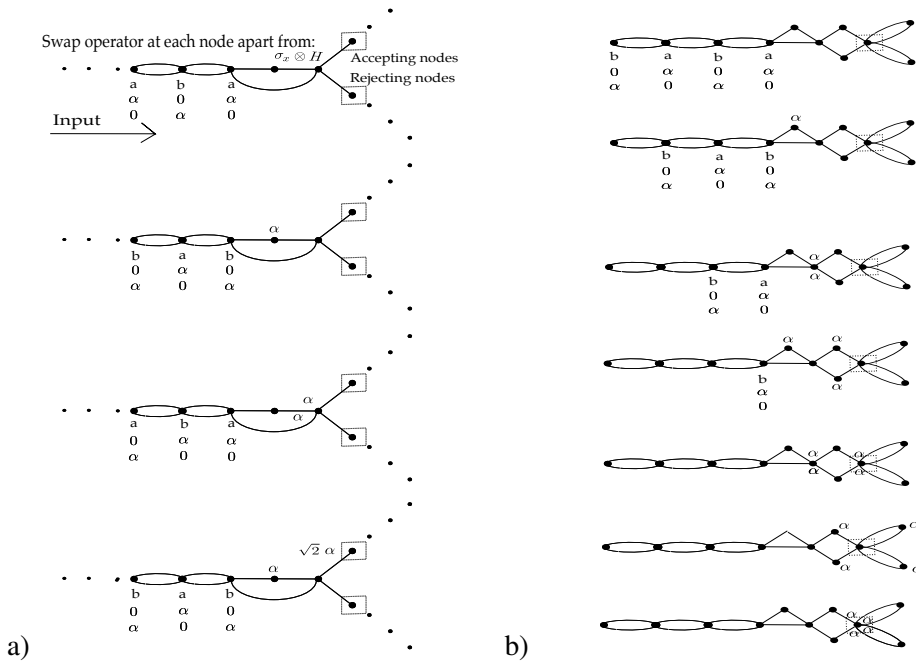 Swap operator at each node apart from:
σₓ ⊗ H
Accepting nodes
Rejecting nodes
a b a
α 0 α
0 α 0
Input
α
b a b
0 α 0
α 0 α
α
α
a b a
0 α α
α 0 0
√2 α
α
b a b
0 α 0
α 0 α
a)
b a b a
0 α 0 α
α 0 α 0
α
b a b
0 α 0
α 0 α
α
α
b a
0 α
α 0
α α
b
α
0
α
α α
α α
α α
α
α
α α
α α
b)